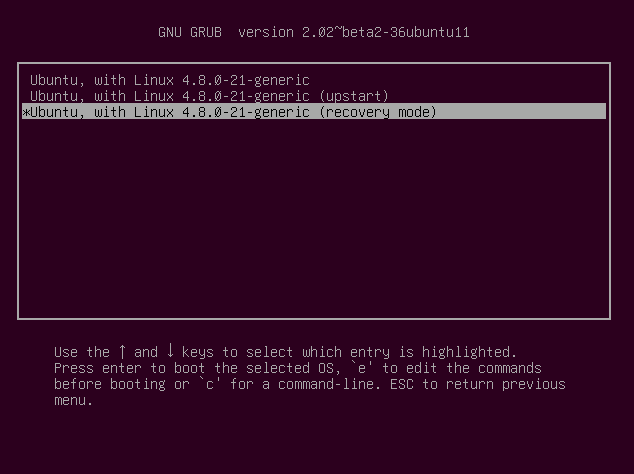 GNU GRUB  version 2.02~beta2-36ubuntu11
Ubuntu, with Linux 4.8.0-21-generic
Ubuntu, with Linux 4.8.0-21-generic (upstart)
*Ubuntu, with Linux 4.8.0-21-generic (recovery mode)
Use the ↑ and ↓ keys to select which entry is highlighted.
Press enter to boot the selected OS, `e' to edit the commands
before booting or `c' for a command-line. ESC to return previous
menu.